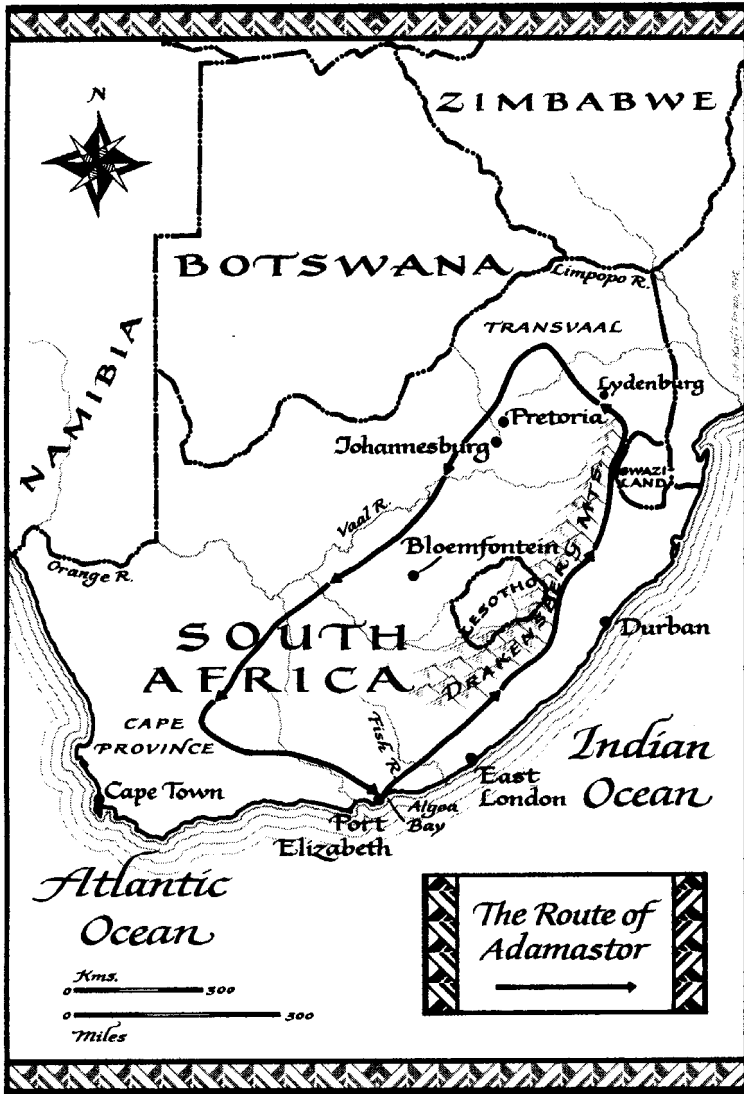 N
ZIMBABWE
BOTSWANA
Limpopo R.
NAMIBIA
TRANSVAAL
Lydenburg
Pretoria
Johannesburg
SWAZI-
LAND
Vaal R.
Bloemfontein
Orange R.
LESOTHO
DRAKENSBERG MTS.
SOUTH
AFRICA
Durban
CAPE
PROVINCE
Fish R.
Indian
Ocean
Cape Town
East
London
Algoa
Bay
Port
Elizabeth
Atlantic
Ocean
The Route of
Adamastor
Kms.
0 300
0 300
Miles